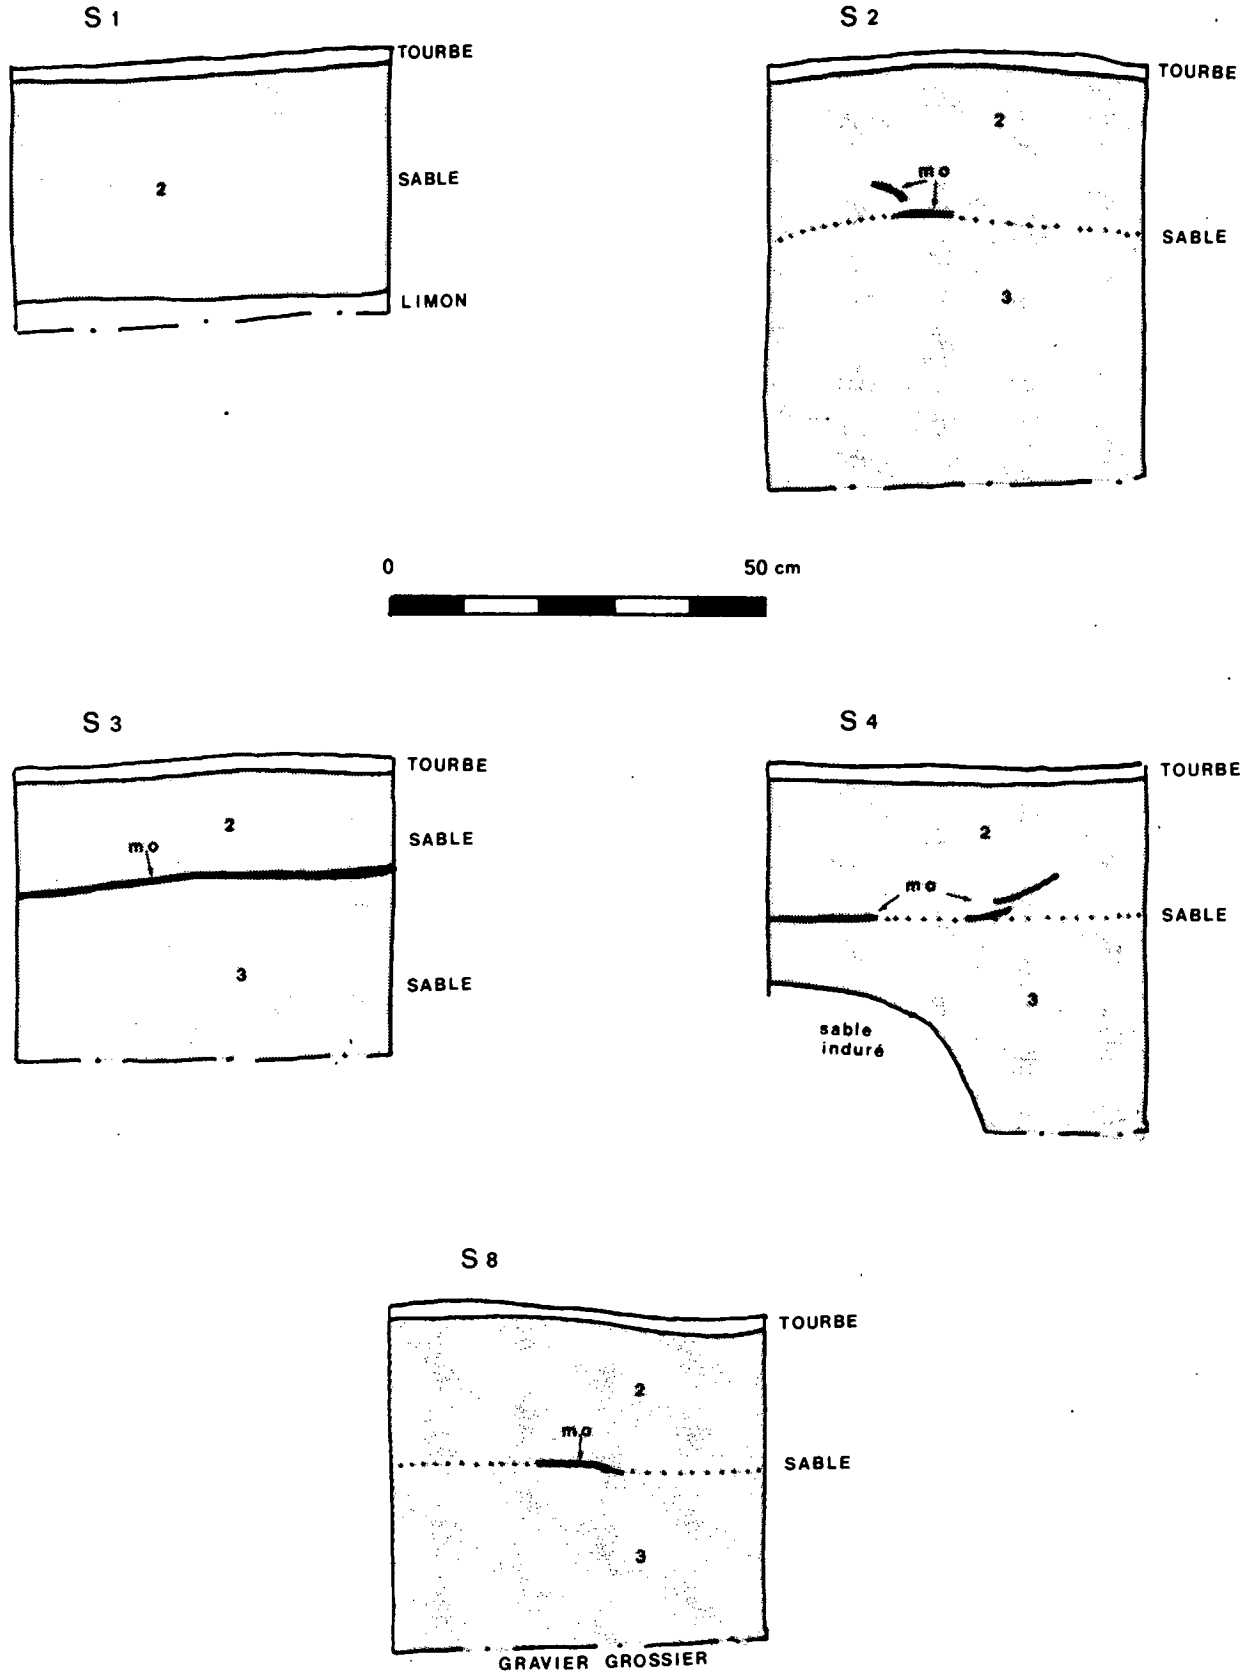 S 1
TOURBE
2
SABLE
LIMON
S 2
TOURBE
2
mo
SABLE
3
0 50 cm
S 3
TOURBE
2
SABLE
mo
3
SABLE
S 4
TOURBE
2
mo
SABLE
3
sable
induré
S 8
TOURBE
2
mo
SABLE
3
GRAVIER GROSSIER